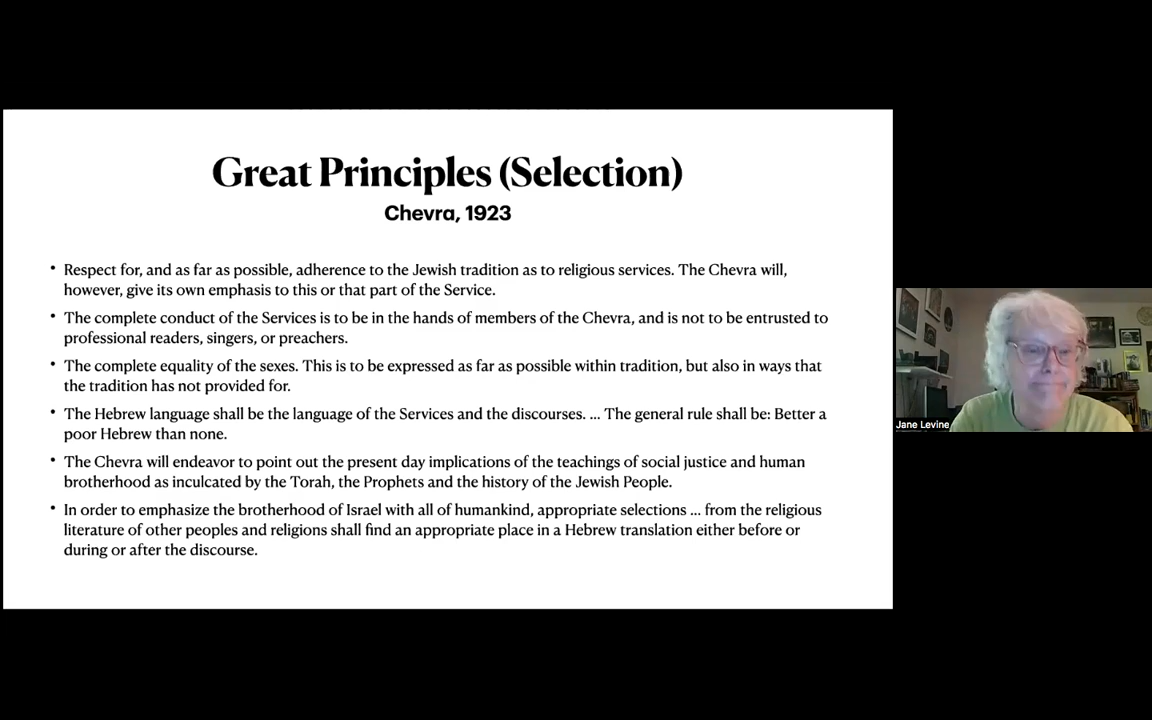 Great Principles (Selection)
Chevra, 1923
• Respect for, and as far as possible, adherence to the Jewish tradition as to religious services. The Chevra will,
however, give its own emphasis to this or that part of the Service.
• The complete conduct of the Services is to be in the hands of members of the Chevra, and is not to be entrusted to
professional readers, singers, or preachers.
• The complete equality of the sexes. This is to be expressed as far as possible within tradition, but also in ways that
the tradition has not provided for.
• The Hebrew language shall be the language of the Services and the discourses. ... The general rule shall be: Better a
poor Hebrew than none.
• The Chevra will endeavor to point out the present day implications of the teachings of social justice and human
brotherhood as inculcated by the Torah, the Prophets and the history of the Jewish People.
• In order to emphasize the brotherhood of Israel with all of humankind, appropriate selections ... from the religious
literature of other peoples and religions shall find an appropriate place in a Hebrew translation either before or
during or after the discourse.
Jane Levine